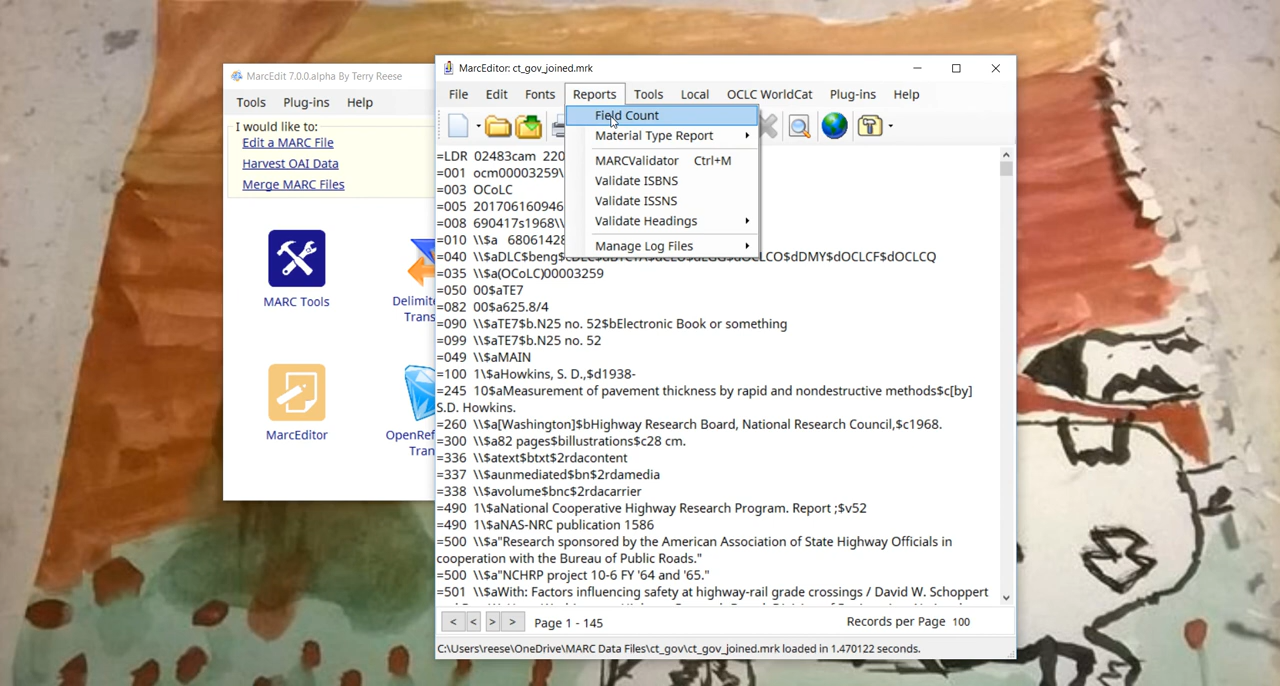 MarcEdit 7.0.0.alpha By Terry Reese
Tools Plug-ins Help
I would like to:
Edit a MARC File
Harvest OAI Data
Merge MARC Files
MARC Tools
Delimite
Trans
MarcEditor
OpenRef
Tran
MarcEditor: ct_gov_joined.mrk
File Edit Fonts Reports Tools Local OCLC WorldCat Plug-ins Help
Field Count
Material Type Report
MARCValidator Ctrl+M
Validate ISBNS
Validate ISSNS
Validate Headings
Manage Log Files
=LDR 02483cam 220
=001 ocm00003259\
=003 OCoLC
=005 201706160946
=008 690417s1968\\
=010 \\$a 68061428
=040 \\$aDLC$beng
OCLCO$dDMY$dOCLCF$dOCLCQ
=035 \\$a(OCoLC)00003259
=050 00$aTE7
=082 00$a625.8/4
=090 \\$aTE7$b.N25 no. 52$bElectronic Book or something
=099 \\$aTE7$b.N25 no. 52
=049 \\$aMAIN
=100 1\$aHowkins, S. D.,$d1938-
=245 10$aMeasurement of pavement thickness by rapid and nondestructive methods$c[by]
S.D. Howkins.
=260 \\$a[Washington]$bHighway Research Board, National Research Council,$c1968.
=300 \\$a82 pages$billustrations$c28 cm.
=336 \\$atext$btxt$2rdacontent
=337 \\$aunmediated$bn$2rdamedia
=338 \\$avolume$bnc$2rdacarrier
=490 1\$aNational Cooperative Highway Research Program. Report ;$v52
=490 1\$aNAS-NRC publication 1586
=500 \\$a"Research sponsored by the American Association of State Highway Officials in
cooperation with the Bureau of Public Roads."
=500 \\$a"NCHRP project 10-6 FY '64 and '65."
=501 \\$aWith: Factors influencing safety at highway-rail grade crossings / David W. Schoppert
< < > > Page 1 - 145 Records per Page 100
C:\Users\reese\OneDrive\MARC Data Files\ct_gov\ct_gov_joined.mrk loaded in 1.470122 seconds.